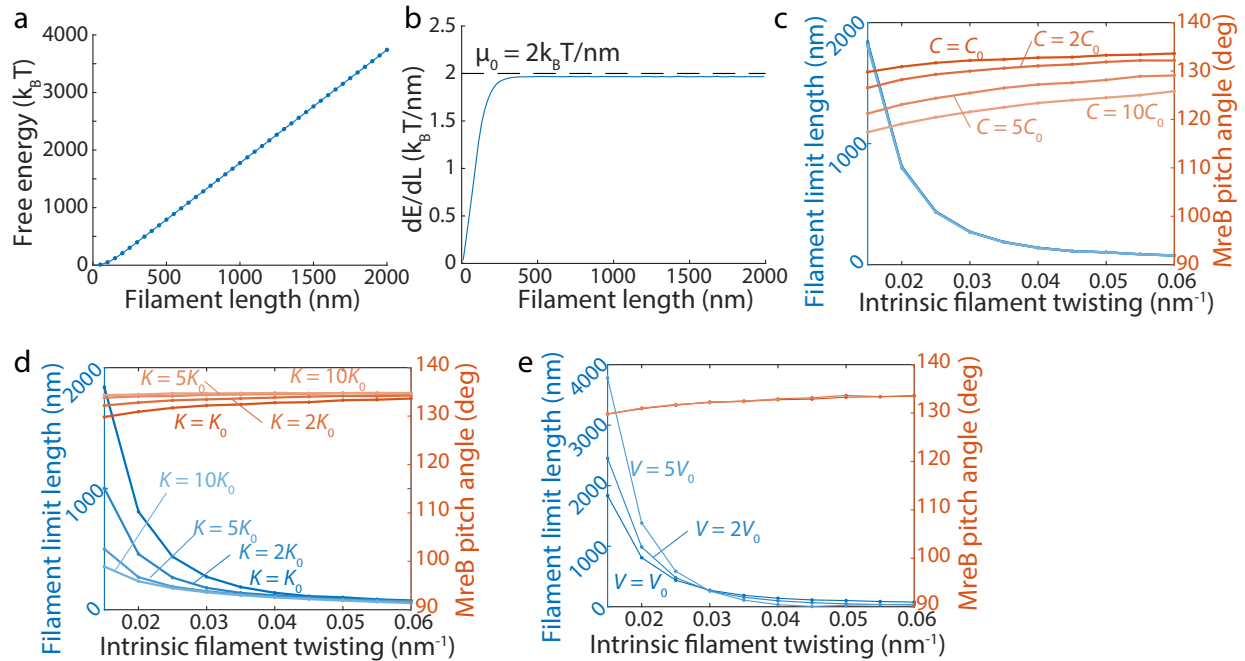 a
Free energy (k_BT)
4000
3000
2000
1000
0
0 500 1000 1500 2000
Filament length (nm)
b
dE/dL (k_BT/nm)
μ₀ = 2k_BT/nm
2.5
2
1.5
1
0.5
0
0 500 1000 1500 2000
Filament length (nm)
c
Filament limit length (nm)
2000
1000
0
C = C₀
C = 2C₀
C = 5C₀
C = 10C₀
140
130
120
110
100
90
MreB pitch angle (deg)
0.02 0.03 0.04 0.05 0.06
Intrinsic filament twisting (nm⁻¹)
d
Filament limit length (nm)
2000
1000
0
K = 5K₀
K = 10K₀
K = K₀
K = 2K₀
K = 10K₀
K = 5K₀
K = 2K₀
K = K₀
140
130
120
110
100
90
MreB pitch angle (deg)
0.02 0.03 0.04 0.05 0.06
Intrinsic filament twisting (nm⁻¹)
e
Filament limit length (nm)
4000
3000
2000
1000
0
V = 5V₀
V = 2V₀
V = V₀
140
130
120
110
100
90
MreB pitch angle (deg)
0.02 0.03 0.04 0.05 0.06
Intrinsic filament twisting (nm⁻¹)